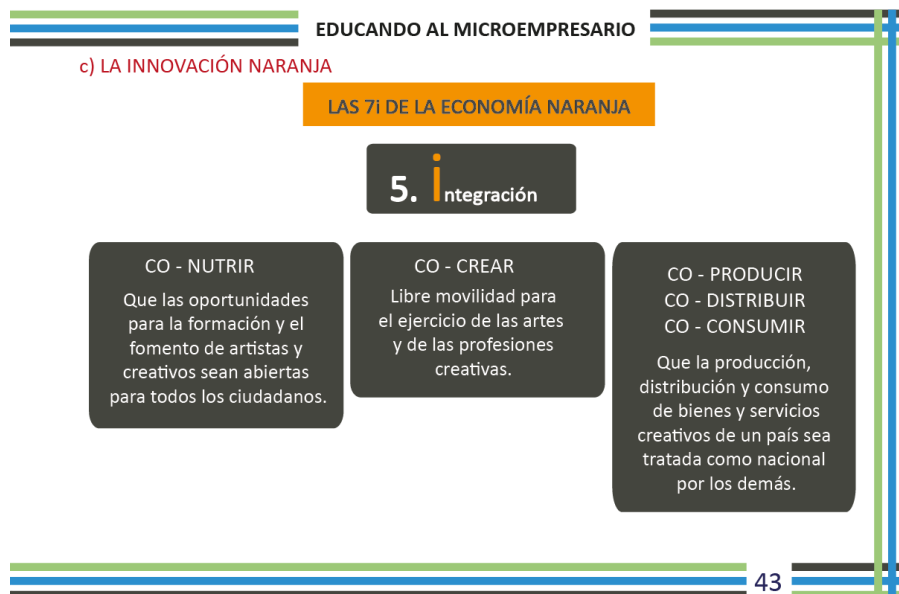 EDUCANDO AL MICROEMPRESARIO
c) LA INNOVACIÓN NARANJA
LAS 7i DE LA ECONOMÍA NARANJA
5. integración
CO - NUTRIR
Que las oportunidades
para la formación y el
fomento de artistas y
creativos sean abiertas
para todos los ciudadanos.
CO - CREAR
Libre movilidad para
el ejercicio de las artes
y de las profesiones
creativas.
CO - PRODUCIR
CO - DISTRIBUIR
CO - CONSUMIR
Que la producción,
distribución y consumo
de bienes y servicios
creativos de un país sea
tratada como nacional
por los demás.
43